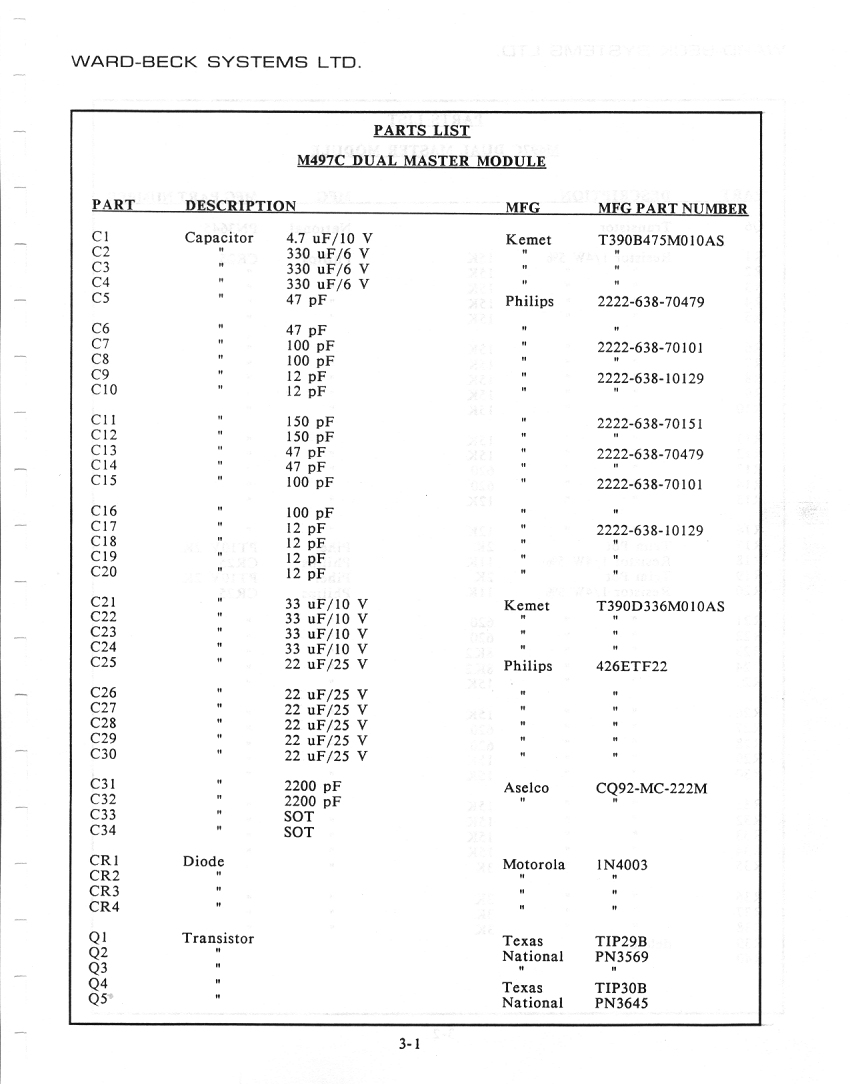 WARD-BECK SYSTEMS LTD.
PARTS LIST
M497C DUAL MASTER MODULE
PART DESCRIPTION MFG MFG PART NUMBER
C1 Capacitor 4.7 uF/10 V Kemet T390B475M010AS
C2 " 330 uF/6 V " "
C3 " 330 uF/6 V " "
C4 " 330 uF/6 V " "
C5 " 47 pF Philips 2222-638-70479
C6 " 47 pF " "
C7 " 100 pF " 2222-638-70101
C8 " 100 pF " "
C9 " 12 pF " 2222-638-10129
C10 " 12 pF " "
C11 " 150 pF " 2222-638-70151
C12 " 150 pF " "
C13 " 47 pF " 2222-638-70479
C14 " 47 pF " "
C15 " 100 pF " 2222-638-70101
C16 " 100 pF " "
C17 " 12 pF " 2222-638-10129
C18 " 12 pF " "
C19 " 12 pF " "
C20 " 12 pF " "
C21 " 33 uF/10 V Kemet T390D336M010AS
C22 " 33 uF/10 V " "
C23 " 33 uF/10 V " "
C24 " 33 uF/10 V " "
C25 " 22 uF/25 V Philips 426ETF22
C26 " 22 uF/25 V " "
C27 " 22 uF/25 V " "
C28 " 22 uF/25 V " "
C29 " 22 uF/25 V " "
C30 " 22 uF/25 V " "
C31 " 2200 pF Aselco CQ92-MC-222M
C32 " 2200 pF " "
C33 " SOT
C34 " SOT
CR1 Diode Motorola 1N4003
CR2 " " "
CR3 " " "
CR4 " " "
Q1 Transistor Texas TIP29B
Q2 " National PN3569
Q3 " " "
Q4 " Texas TIP30B
Q5 " National PN3645
3-1